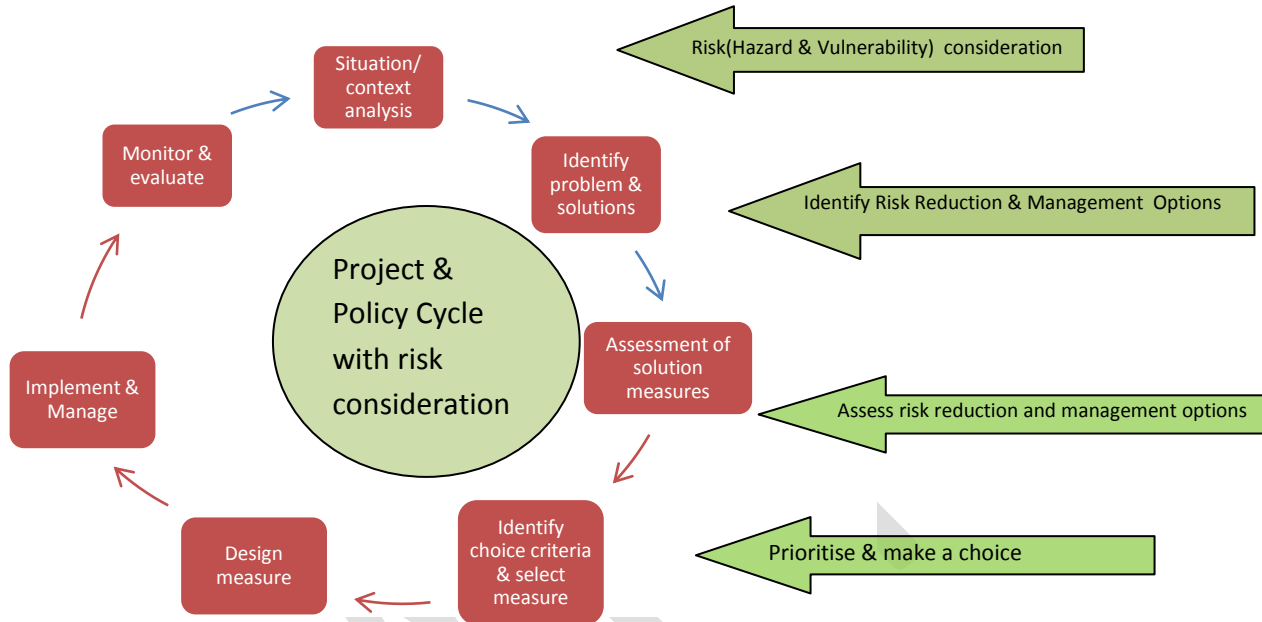 Situation/
context
analysis
Risk(Hazard & Vulnerability) consideration
Monitor &
evaluate
Identify
problem &
solutions
Identify Risk Reduction & Management Options
Project &
Policy Cycle
with risk
consideration
Assessment of
solution
measures
Implement &
Manage
Assess risk reduction and management options
Identify
choice criteria
& select
measure
Design
measure
Prioritise & make a choice